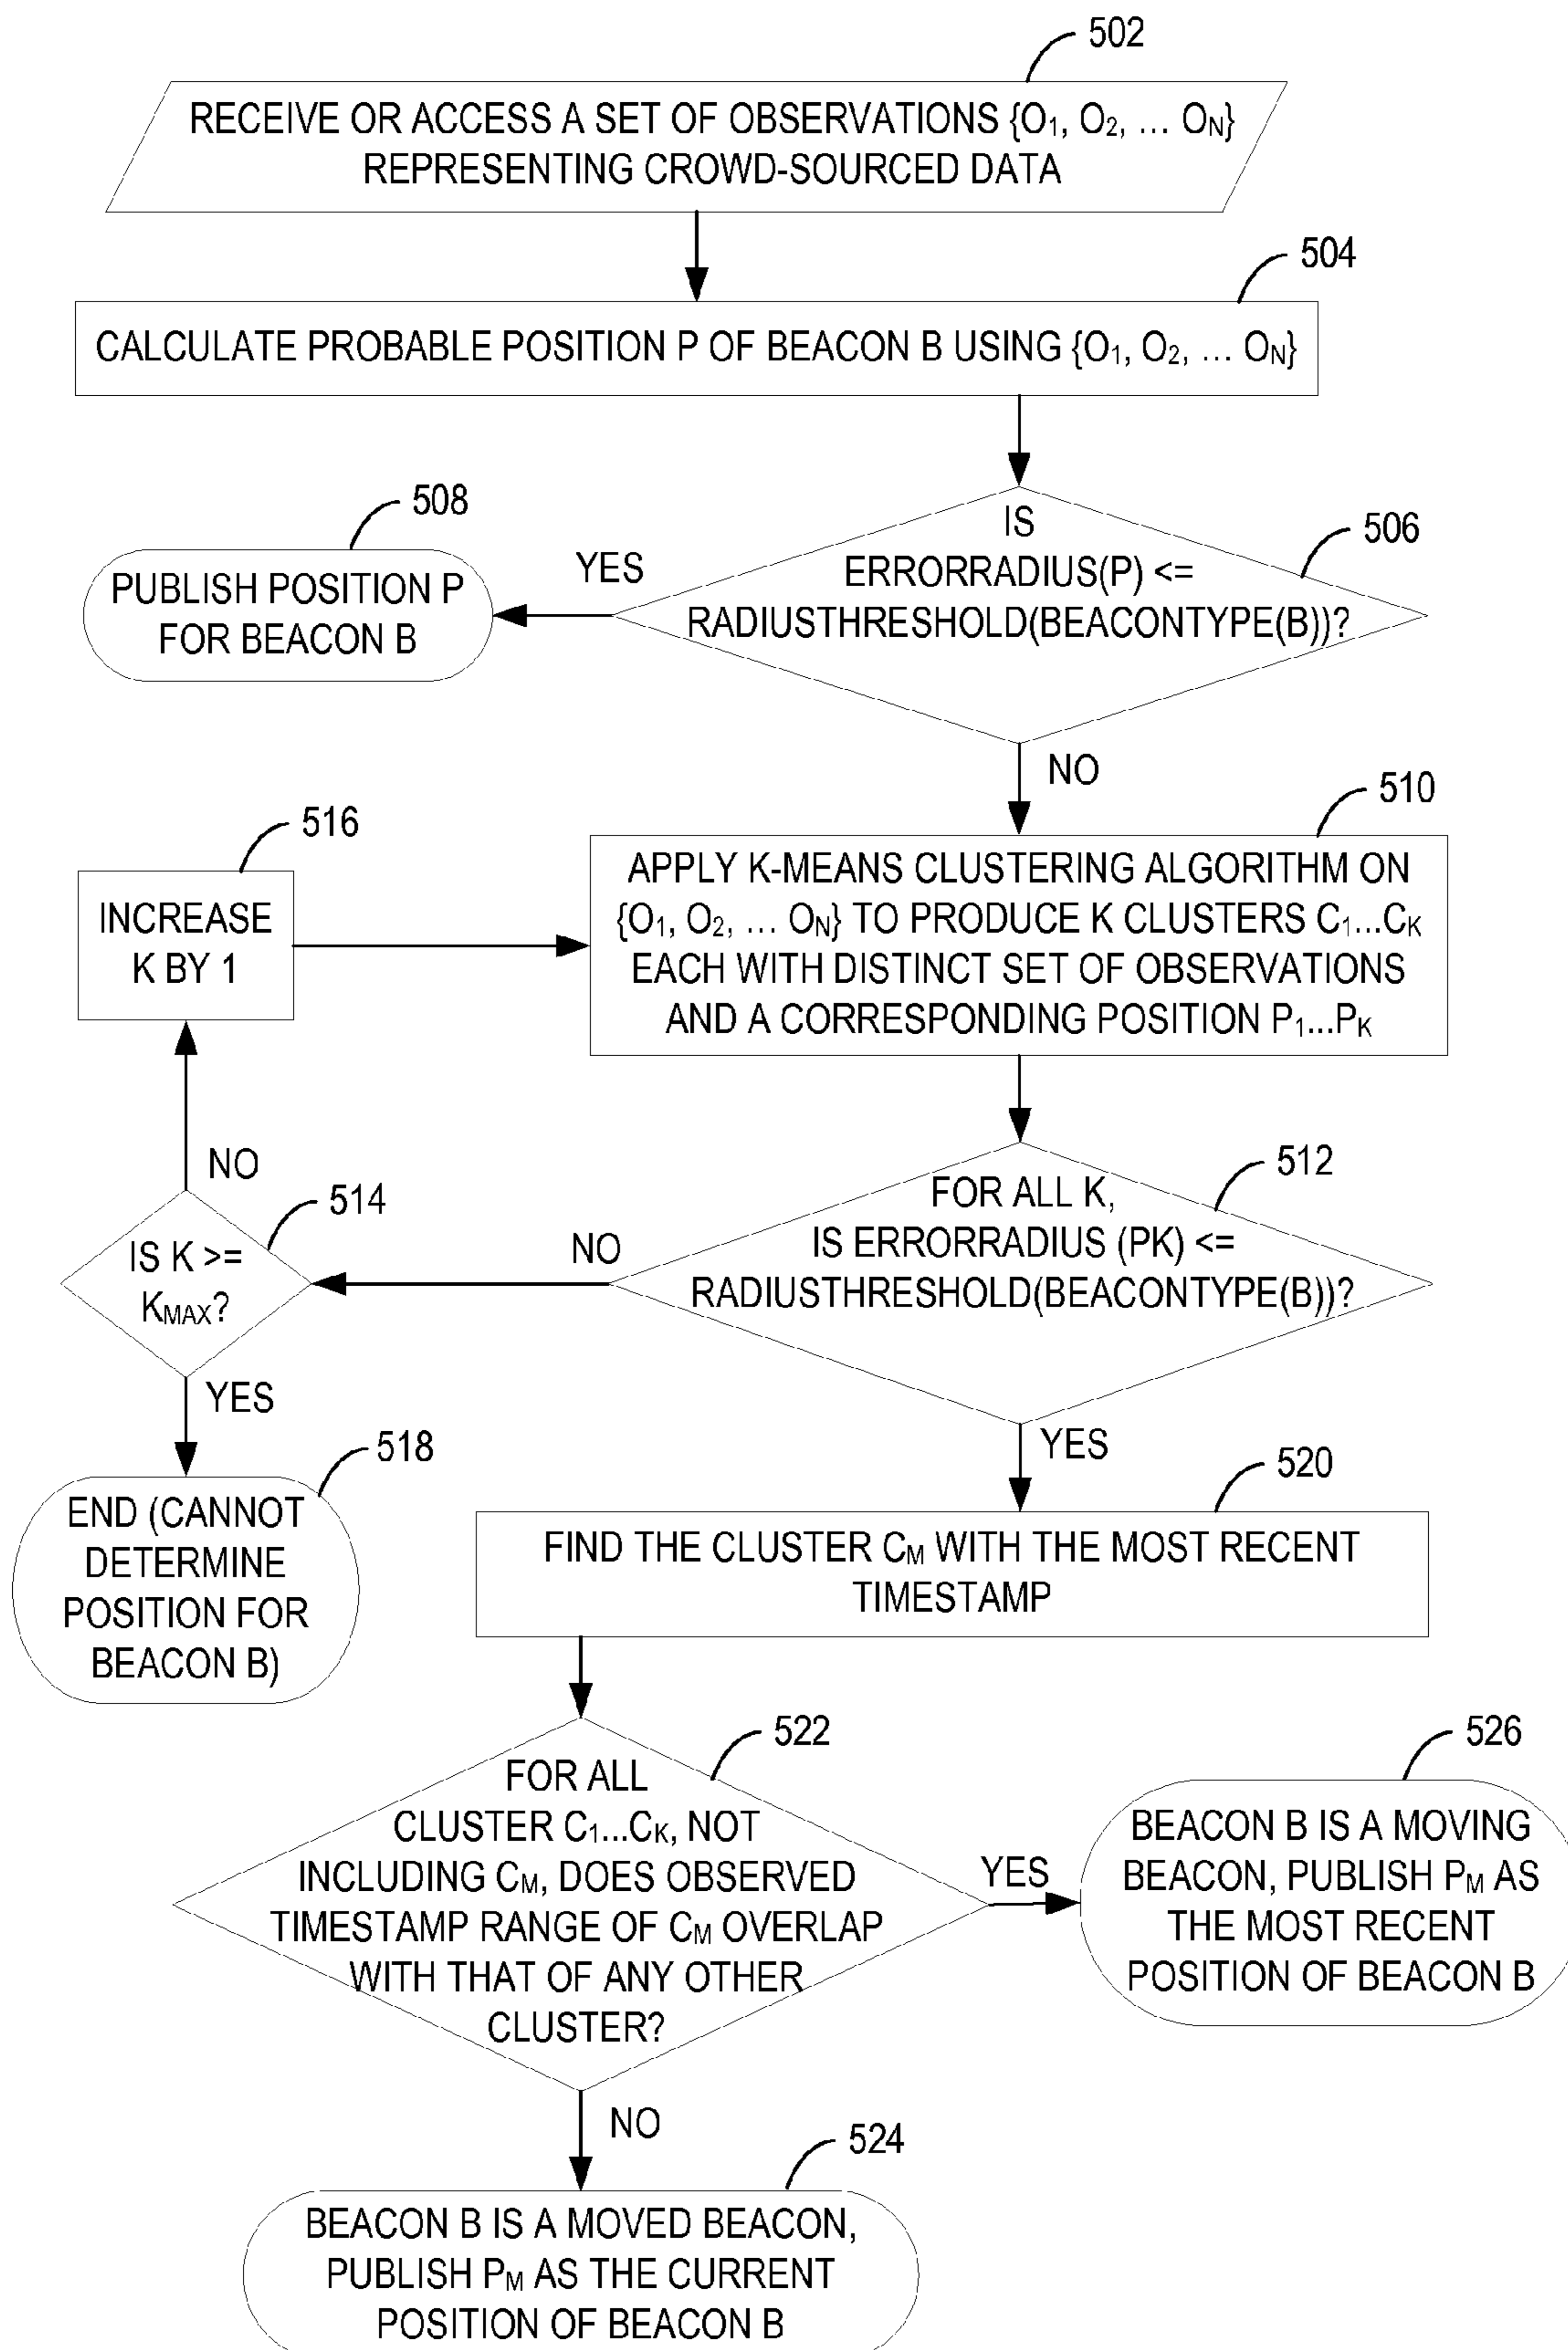 502
RECEIVE OR ACCESS A SET OF OBSERVATIONS {O₁, O₂, ... Oₙ}
REPRESENTING CROWD-SOURCED DATA
504
CALCULATE PROBABLE POSITION P OF BEACON B USING {O₁, O₂, ... Oₙ}
506
IS
ERRORRADIUS(P) <=
RADIUSTHRESHOLD(BEACONTYPE(B))?
YES
508
PUBLISH POSITION P
FOR BEACON B
NO
510
APPLY K-MEANS CLUSTERING ALGORITHM ON
{O₁, O₂, ... Oₙ} TO PRODUCE K CLUSTERS C₁...Cₖ
EACH WITH DISTINCT SET OF OBSERVATIONS
AND A CORRESPONDING POSITION P₁...Pₖ
516
INCREASE
K BY 1
512
FOR ALL K,
IS ERRORRADIUS (PK) <=
RADIUSTHRESHOLD(BEACONTYPE(B))?
NO
514
IS K >=
KMAX?
NO
YES
518
END (CANNOT
DETERMINE
POSITION FOR
BEACON B)
YES
520
FIND THE CLUSTER Cₘ WITH THE MOST RECENT
TIMESTAMP
522
FOR ALL
CLUSTER C₁...Cₖ, NOT
INCLUDING Cₘ, DOES OBSERVED
TIMESTAMP RANGE OF Cₘ OVERLAP
WITH THAT OF ANY OTHER
CLUSTER?
YES
526
BEACON B IS A MOVING
BEACON, PUBLISH Pₘ AS
THE MOST RECENT
POSITION OF BEACON B
NO
524
BEACON B IS A MOVED BEACON,
PUBLISH Pₘ AS THE CURRENT
POSITION OF BEACON B